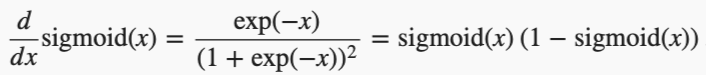 d/dx sigmoid(x) = exp(−x)/(1 + exp(−x))² = sigmoid(x) (1 − sigmoid(x))